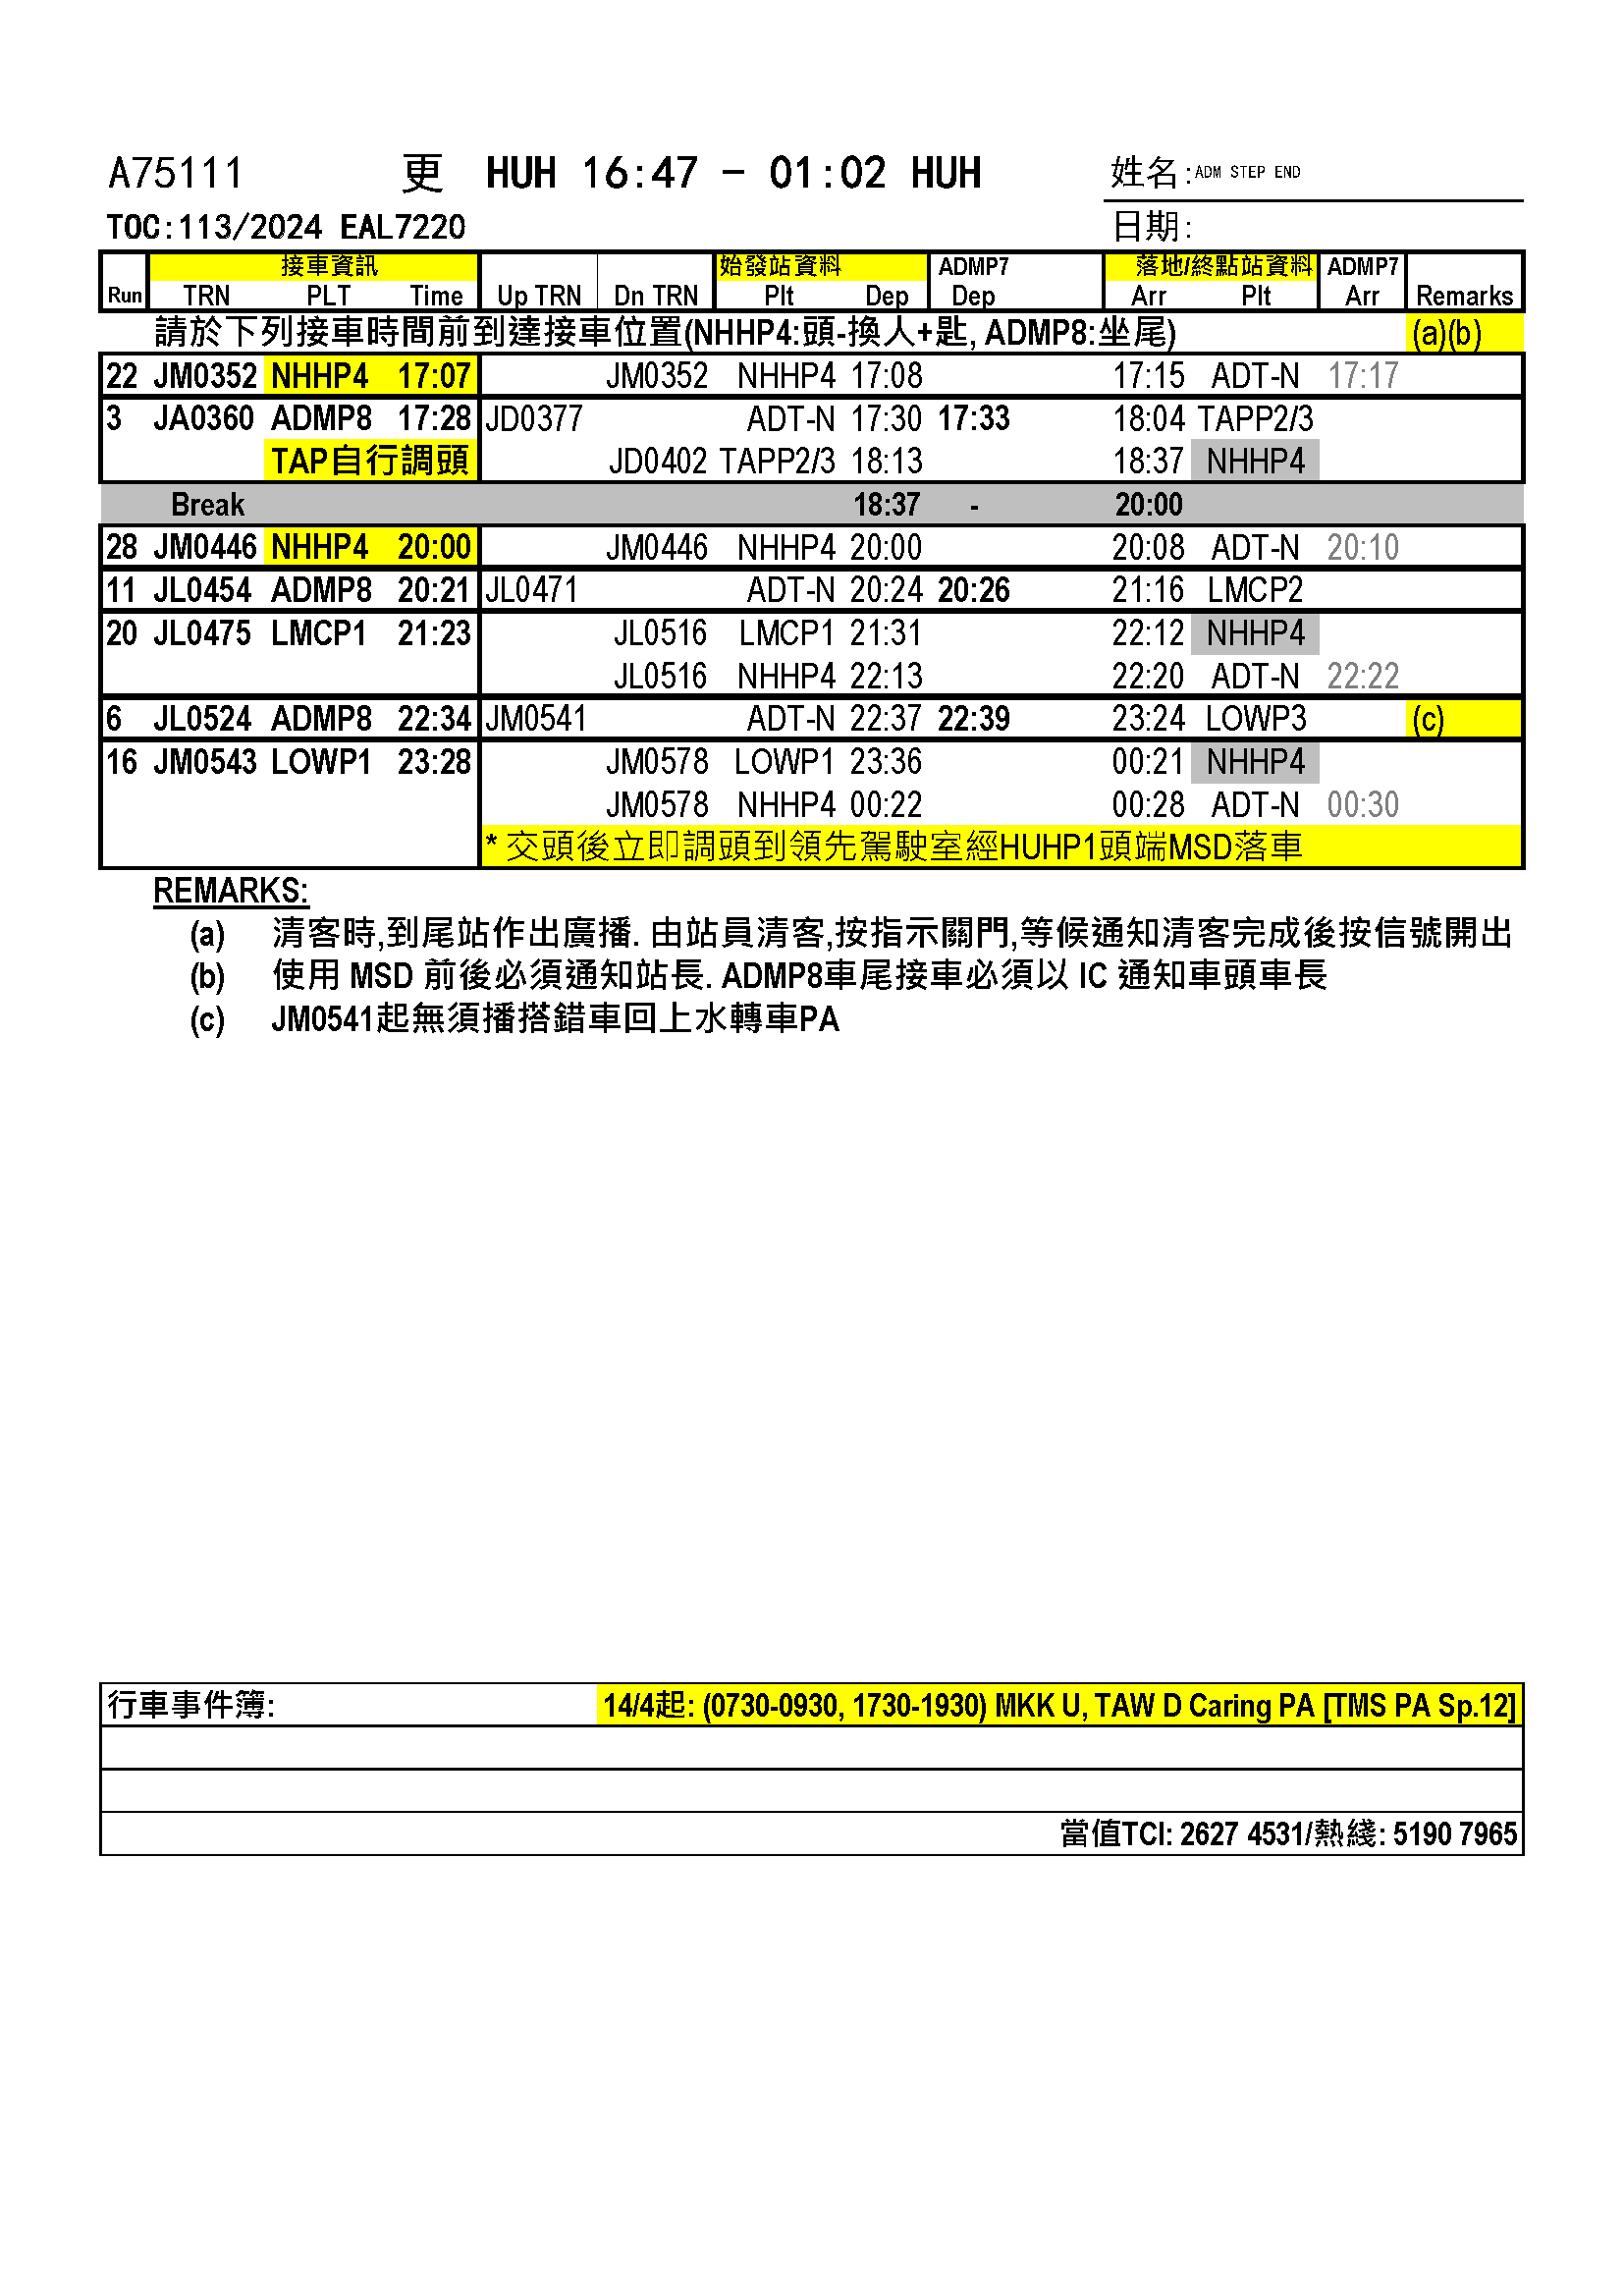 A75111 更 HUH 16:47 - 01:02 HUH 姓名:ADM STEP END
TOC:113/2024 EAL7220 日期:
接車資訊 始發站資料 ADMP7 落地/終點站資料 ADMP7
Run TRN PLT Time Up TRN Dn TRN Plt Dep Dep Arr Plt Arr Remarks
請於下列接車時間前到達接車位置(NHHP4:頭-換人+匙, ADMP8:坐尾) (a)(b)
22 JM0352 NHHP4 17:07 JM0352 NHHP4 17:08 17:15 ADT-N 17:17
3 JA0360 ADMP8 17:28 JD0377 ADT-N 17:30 17:33 18:04 TAPP2/3
TAP自行調頭 JD0402 TAPP2/3 18:13 18:37 NHHP4
Break 18:37 - 20:00
28 JM0446 NHHP4 20:00 JM0446 NHHP4 20:00 20:08 ADT-N 20:10
11 JL0454 ADMP8 20:21 JL0471 ADT-N 20:24 20:26 21:16 LMCP2
20 JL0475 LMCP1 21:23 JL0516 LMCP1 21:31 22:12 NHHP4
JL0516 NHHP4 22:13 22:20 ADT-N 22:22
6 JL0524 ADMP8 22:34 JM0541 ADT-N 22:37 22:39 23:24 LOWP3 (c)
16 JM0543 LOWP1 23:28 JM0578 LOWP1 23:36 00:21 NHHP4
JM0578 NHHP4 00:22 00:28 ADT-N 00:30
* 交頭後立即調頭到領先駕駛室經HUHP1頭端MSD落車
REMARKS:
(a) 清客時,到尾站作出廣播. 由站員清客,按指示關門,等候通知清客完成後按信號開出
(b) 使用 MSD 前後必須通知站長. ADMP8車尾接車必須以 IC 通知車頭車長
(c) JM0541起無須播搭錯車回上水轉車PA
行車事件簿: 14/4起: (0730-0930, 1730-1930) MKK U, TAW D Caring PA [TMS PA Sp.12]
當值TCI: 2627 4531/熱綫: 5190 7965